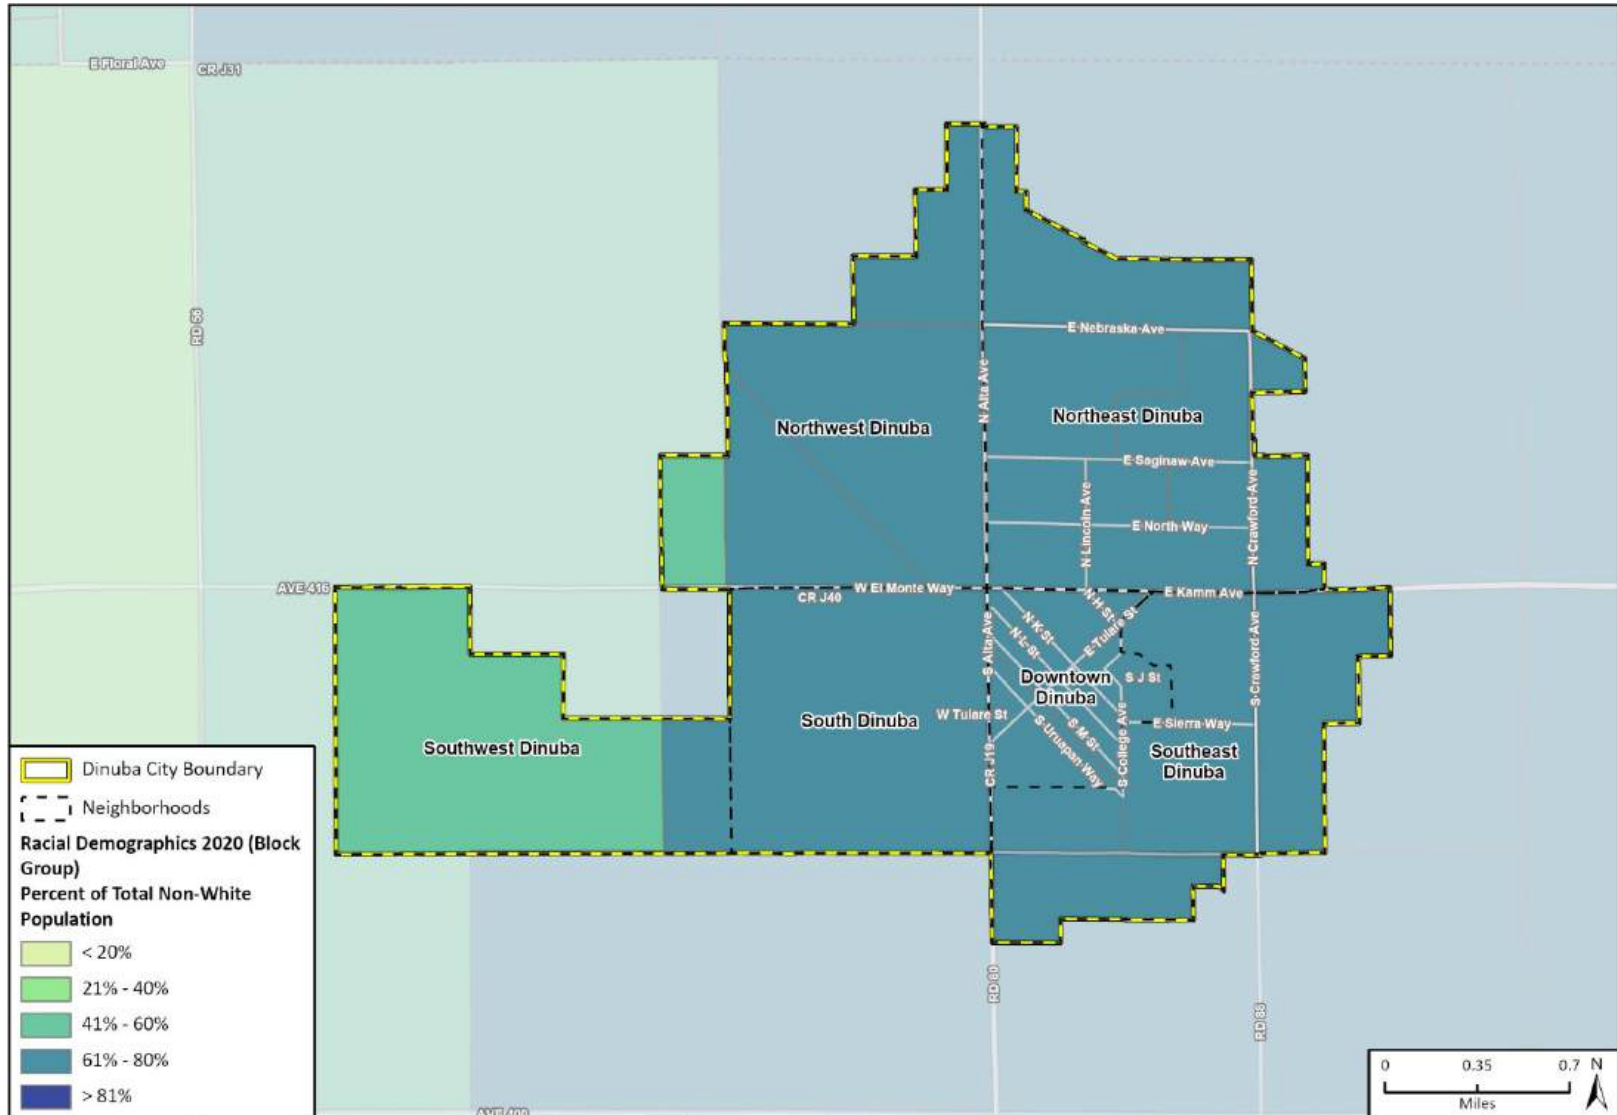 E Floral Ave
CR J31
RD 56
N Alta Ave
E Nebraska Ave
Northwest Dinuba
Northeast Dinuba
E Saginaw Ave
N Lincoln Ave
E North Way
N Crawford Ave
AVE 416
W El Monte Way
CR J40
E Kamm Ave
N H St
N K St
N L St
E Tulare St
S Alta Ave
S Crawford Ave
Downtown
Dinuba
S J St
W Tulare St
South Dinuba
S M St
S Uruapan Way
S College Ave
E Sierra Way
Southwest Dinuba
Southeast
Dinuba
CR J19
RD 80
RD 86
Dinuba City Boundary
Neighborhoods
Racial Demographics 2020 (Block
Group)
Percent of Total Non-White
Population
< 20%
21% - 40%
41% - 60%
61% - 80%
> 81%
0 0.35 0.7
Miles
N